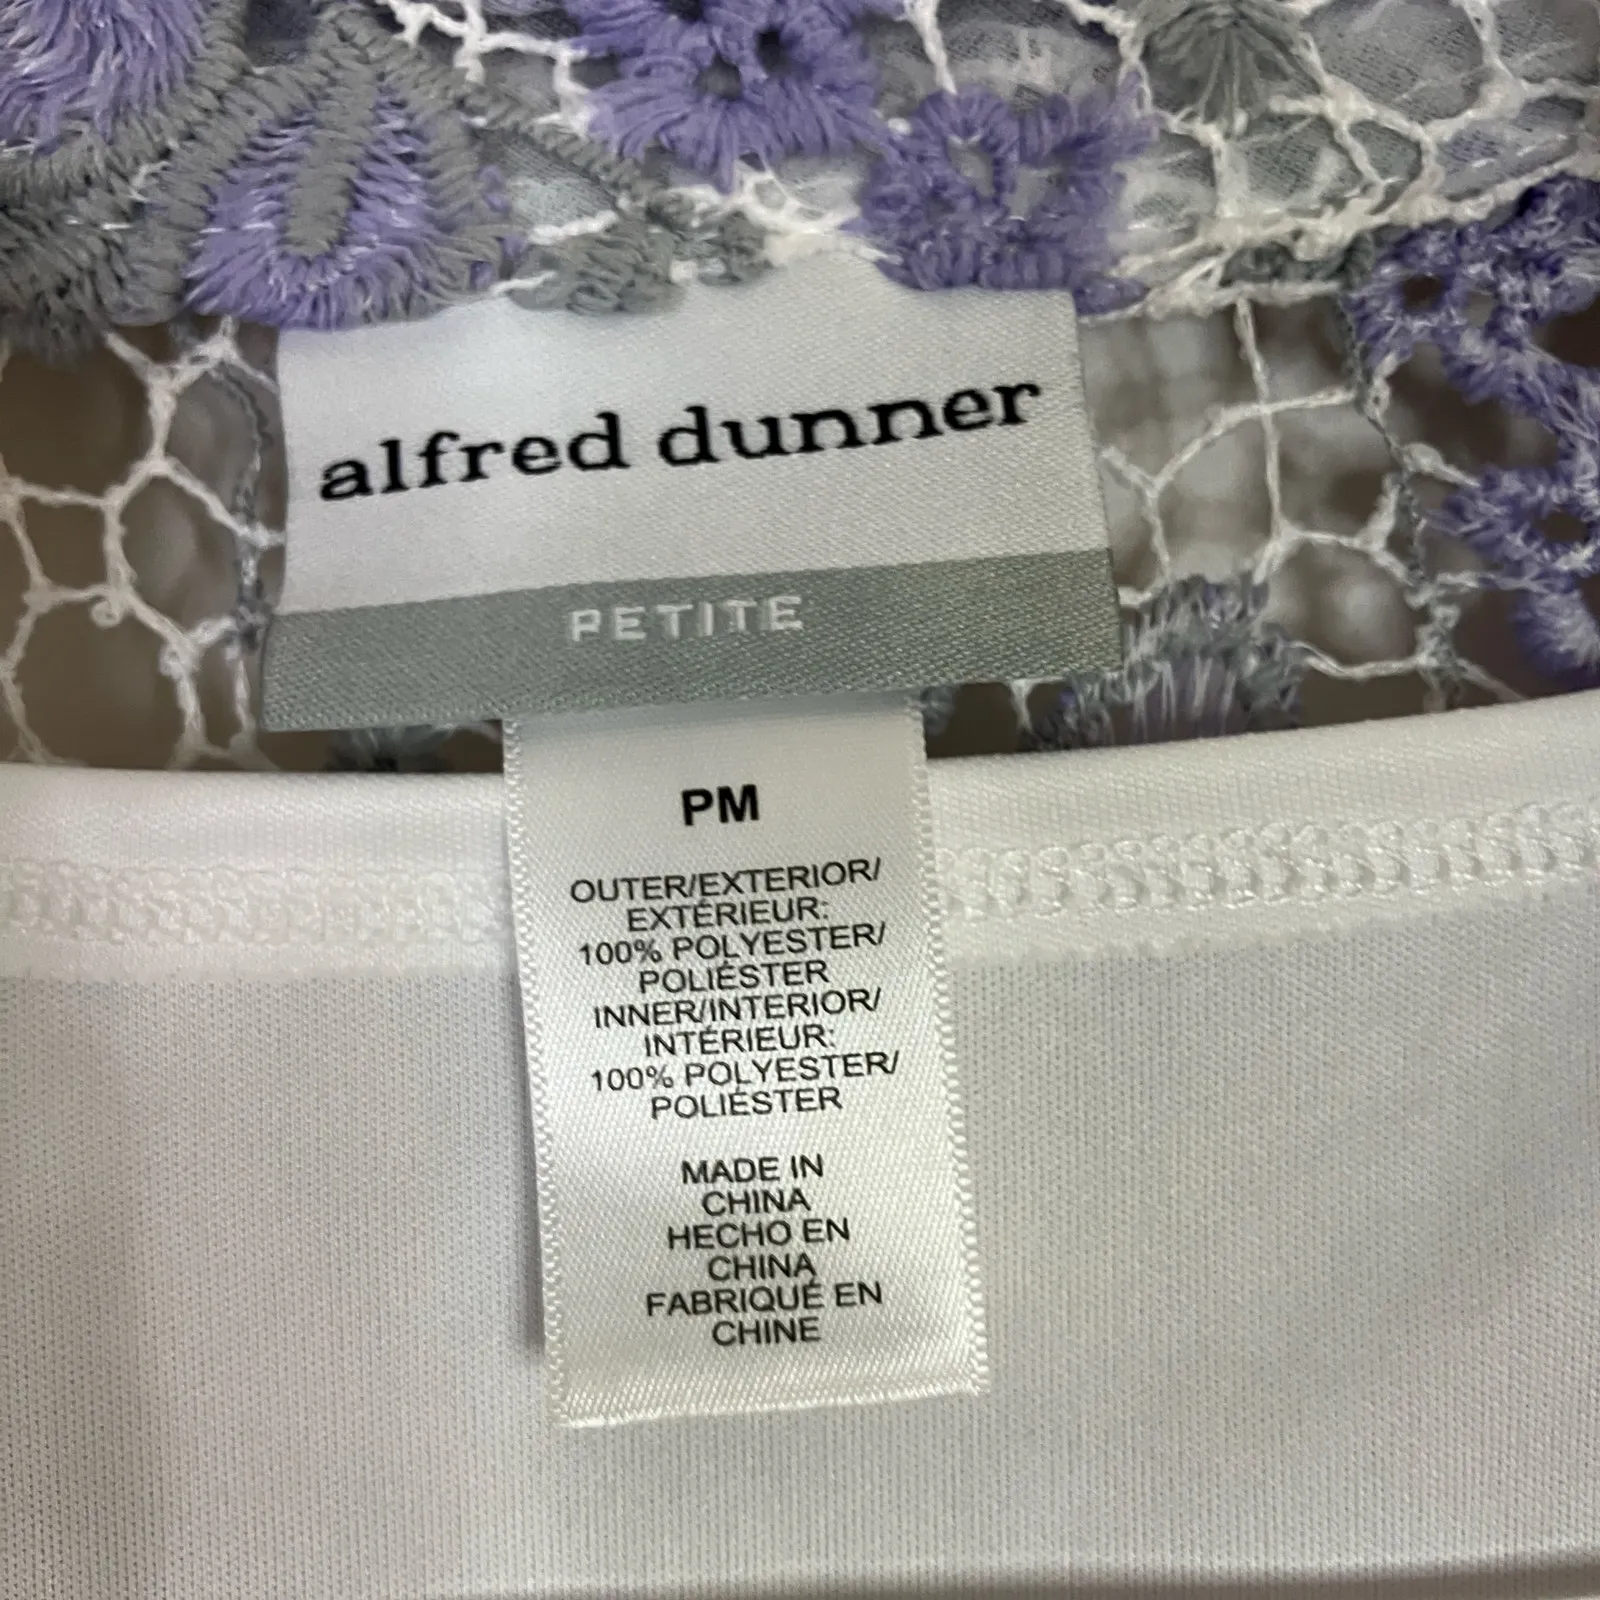 alfred dunner
PETITE
PM
OUTER/EXTERIOR/
EXTÉRIEUR:
100% POLYESTER/
POLIÉSTER
INNER/INTERIOR/
INTÉRIEUR:
100% POLYESTER/
POLIÉSTER
MADE IN
CHINA
HECHO EN
CHINA
FABRIQUÉ EN
CHINE